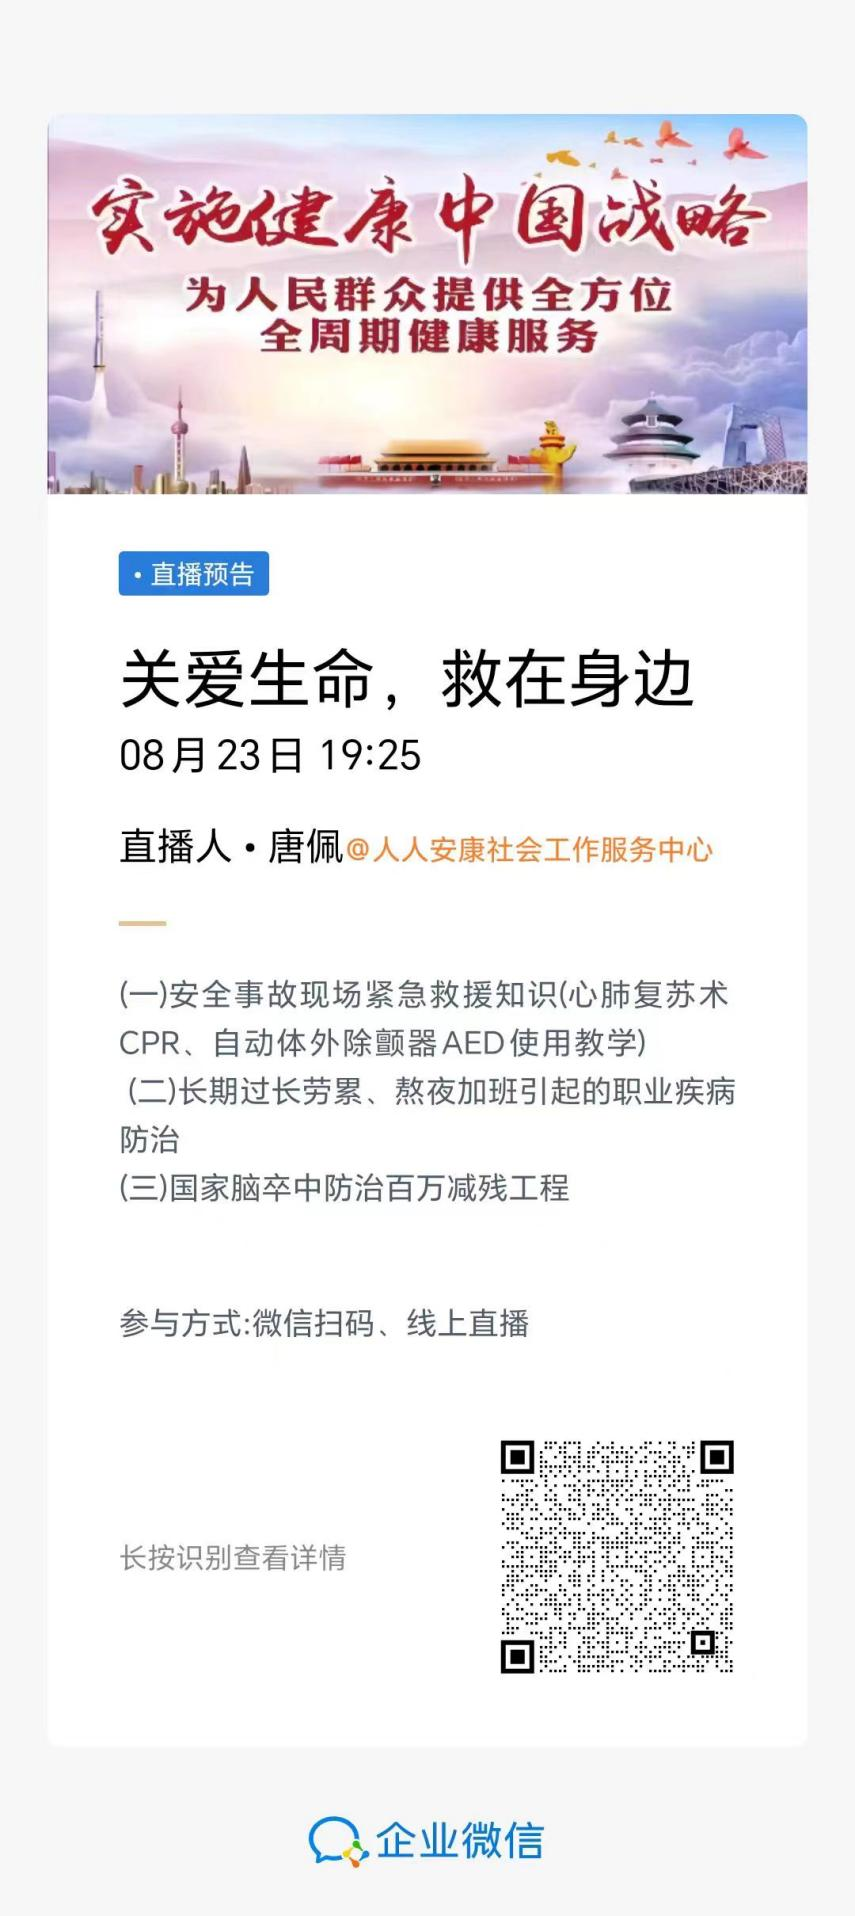 实施健康中国战略
为人民群众提供全方位
全周期健康服务
·直播预告
关爱生命，救在身边
08月23日 19:25
直播人·唐佩@人人安康社会工作服务中心
(一)安全事故现场紧急救援知识(心肺复苏术
CPR、自动体外除颤器AED使用教学)
(二)长期过长劳累、熬夜加班引起的职业疾病
防治
(三)国家脑卒中防治百万减残工程
参与方式:微信扫码、线上直播
长按识别查看详情
企业微信